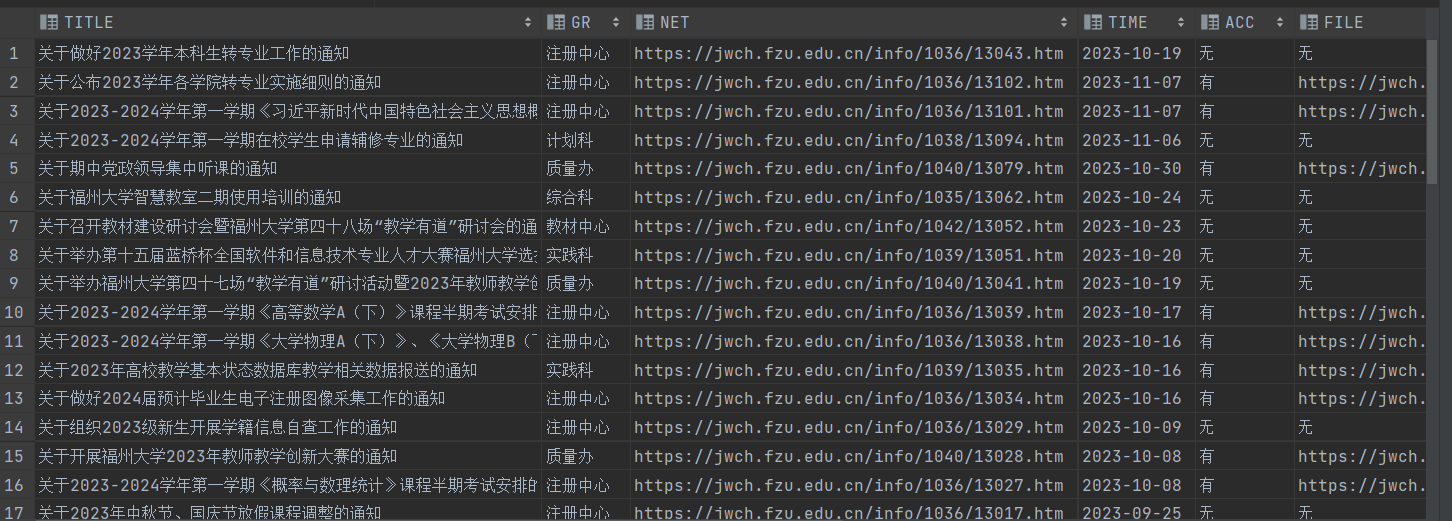 TITLE GR NET TIME ACC FILE
1 关于做好2023学年本科生转专业工作的通知 注册中心 https://jwch.fzu.edu.cn/info/1036/13043.htm 2023-10-19 无 无
2 关于公布2023学年各学院转专业实施细则的通知 注册中心 https://jwch.fzu.edu.cn/info/1036/13102.htm 2023-11-07 有 https://jwch.
3 关于2023-2024学年第一学期《习近平新时代中国特色社会主义思想概 注册中心 https://jwch.fzu.edu.cn/info/1036/13101.htm 2023-11-07 有 https://jwch.
4 关于2023-2024学年第一学期在校学生申请辅修专业的通知 计划科 https://jwch.fzu.edu.cn/info/1038/13094.htm 2023-11-06 无 无
5 关于期中党政领导集中听课的通知 质量办 https://jwch.fzu.edu.cn/info/1040/13079.htm 2023-10-30 有 https://jwch.
6 关于福州大学智慧教室二期使用培训的通知 综合科 https://jwch.fzu.edu.cn/info/1035/13062.htm 2023-10-24 无 无
7 关于召开教材建设研讨会暨福州大学第四十八场“教学有道”研讨会的通 教材中心 https://jwch.fzu.edu.cn/info/1042/13052.htm 2023-10-23 无 无
8 关于举办第十五届蓝桥杯全国软件和信息技术专业人才大赛福州大学选 实践科 https://jwch.fzu.edu.cn/info/1039/13051.htm 2023-10-20 无 无
9 关于举办福州大学第四十七场“教学有道”研讨活动暨2023年教师教学创 质量办 https://jwch.fzu.edu.cn/info/1040/13041.htm 2023-10-19 无 无
10 关于2023-2024学年第一学期《高等数学A（下）》课程半期考试安排 注册中心 https://jwch.fzu.edu.cn/info/1036/13039.htm 2023-10-17 有 https://jwch.
11 关于2023-2024学年第一学期《大学物理A（下）》、《大学物理B（ 注册中心 https://jwch.fzu.edu.cn/info/1036/13038.htm 2023-10-16 有 https://jwch.
12 关于2023年高校教学基本状态数据库教学相关数据报送的通知 实践科 https://jwch.fzu.edu.cn/info/1039/13035.htm 2023-10-16 有 https://jwch.
13 关于做好2024届预计毕业生电子注册图像采集工作的通知 注册中心 https://jwch.fzu.edu.cn/info/1036/13034.htm 2023-10-16 有 https://jwch.
14 关于组织2023级新生开展学籍信息自查工作的通知 注册中心 https://jwch.fzu.edu.cn/info/1036/13029.htm 2023-10-09 无 无
15 关于开展福州大学2023年教师教学创新大赛的通知 质量办 https://jwch.fzu.edu.cn/info/1040/13028.htm 2023-10-08 有 https://jwch.
16 关于2023-2024学年第一学期《概率与数理统计》课程半期考试安排的 注册中心 https://jwch.fzu.edu.cn/info/1036/13027.htm 2023-10-08 有 https://jwch.
17 关于2023年中秋节、国庆节放假课程调整的通知 注册中心 https://jwch.fzu.edu.cn/info/1036/13017.htm 2023-09-25 无 无